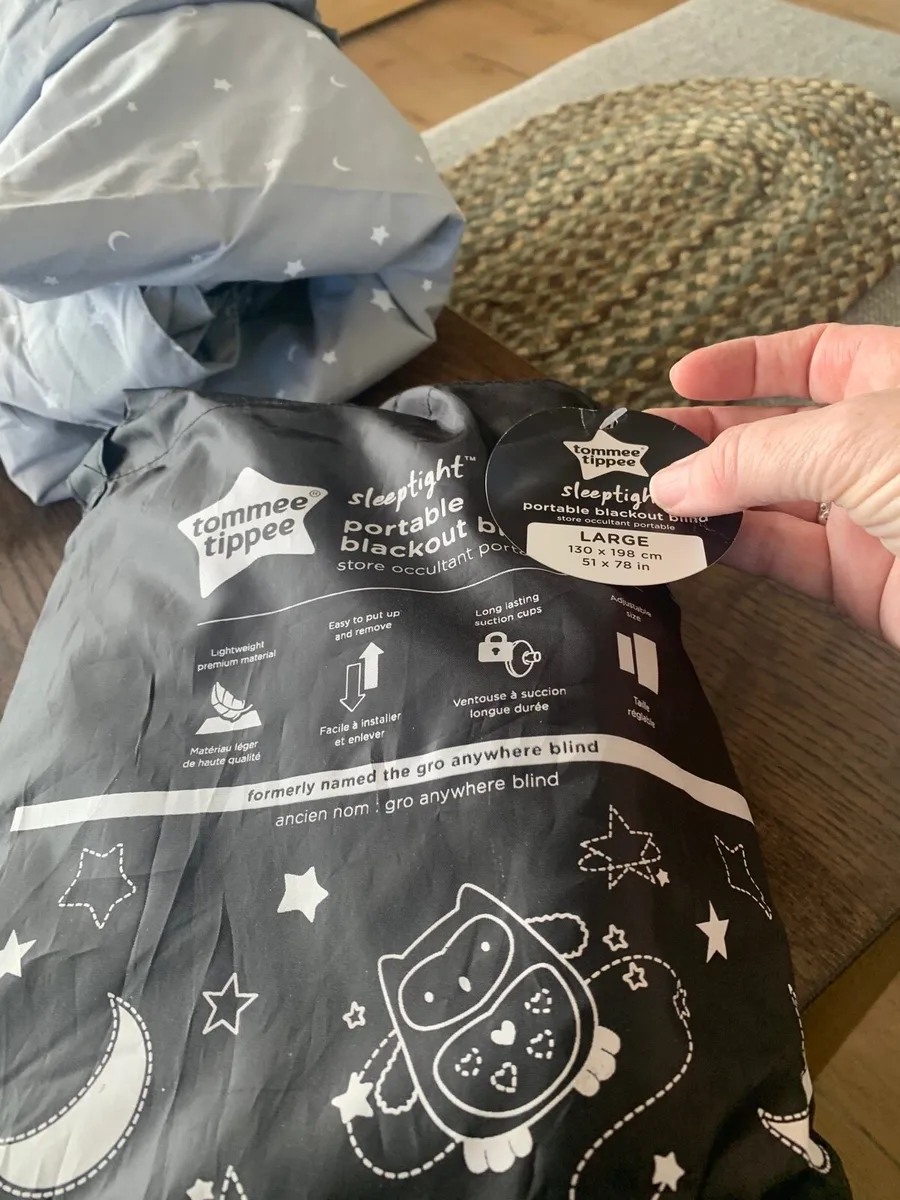 tommee®
tippee
sleeptight™
portable
blackout
store occultant
tommee
tippee
portable blackout blind
store occultant portable
LARGE
130 x 198 cm
51 x 78 in
Lightweight
premium material
Matériau léger
de haute qualité
Easy to put up
and remove
Facile à installer
et enlever
Long lasting
suction cups
Ventouse à succion
longue durée
Adjustable
size
Taille
réglable
formerly named the gro anywhere blind
ancien nom : gro anywhere blind